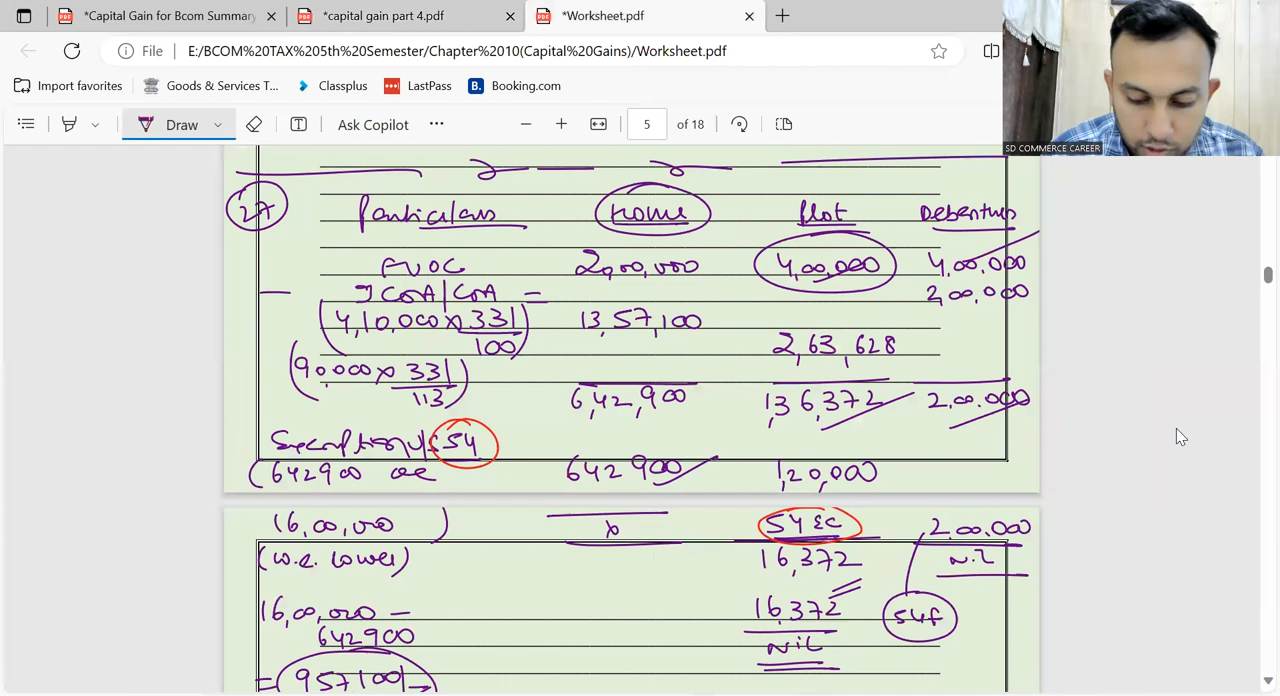 *Capital Gain for Bcom Summary
*capital gain part 4.pdf
*Worksheet.pdf
File
E:/BCOM%20TAX%205th%20Semester/Chapter%2010(Capital%20Gains)/Worksheet.pdf
Import favorites
Goods & Services T...
Classplus
LastPass
B.
Booking.com
Draw
Ask Copilot
5
of 18
SD COMMERCE CAREER
27 Particulars Home Plot Debentures
FVOC 2,00,000 4,00,000 4,00,000
ICOA/COA = 2,00,000
(4,10,000 x 331/100) 13,57,100
2,63,628
(90,000 x 331/113)
6,42,900 1,36,372 2,00,000
54
(642900 or 642900 1,20,000
16,00,000 ) x 54EC 2,00,000
(w.e. lower) 16,372 Nil
16,00,000 - 16,372 54F
642900 Nil
= 957100/-